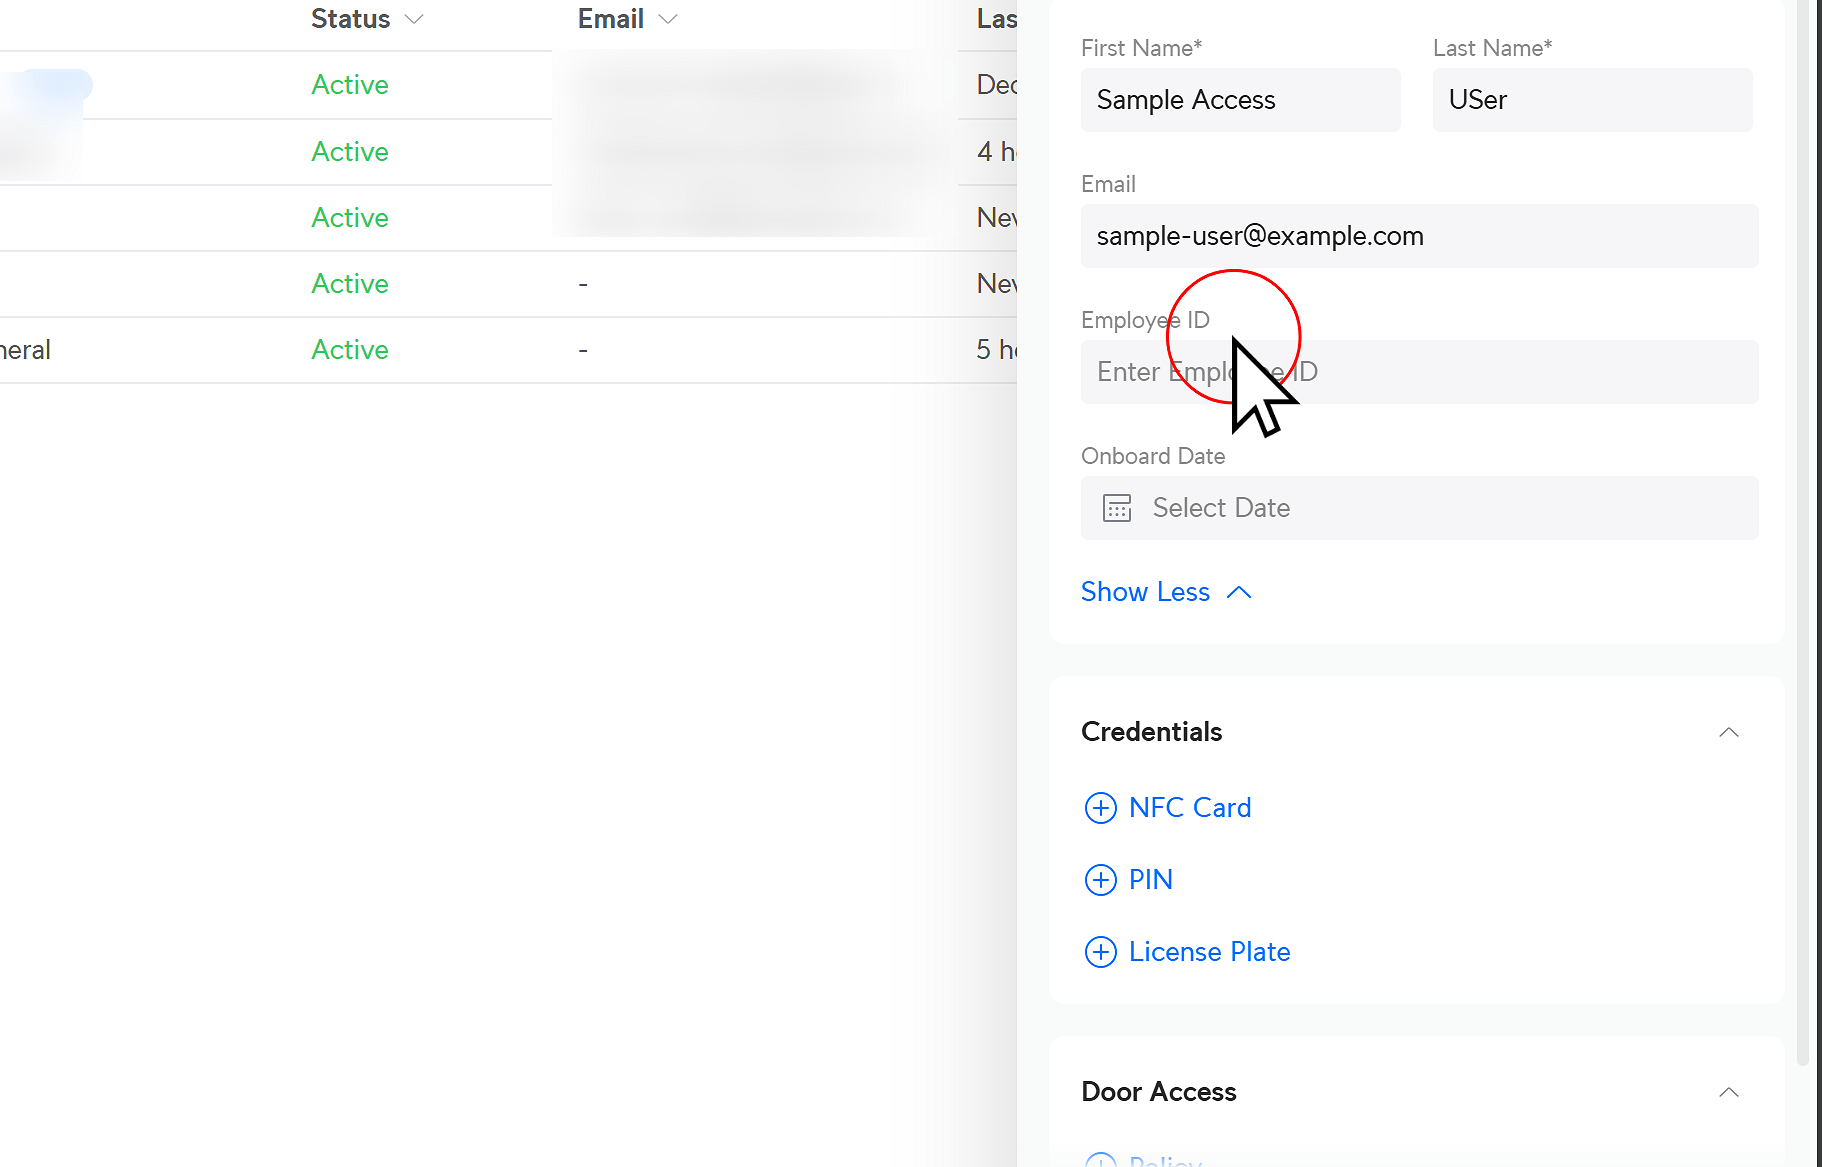 Status
Email
Las
Active
Dec
Active
4 h
Active
Nev
Active
-
Nev
neral
Active
-
5 h
First Name*
Last Name*
Sample Access
USer
Email
sample-user@example.com
Employee ID
Enter Employee ID
Onboard Date
Select Date
Show Less
Credentials
NFC Card
PIN
License Plate
Door Access
Policy